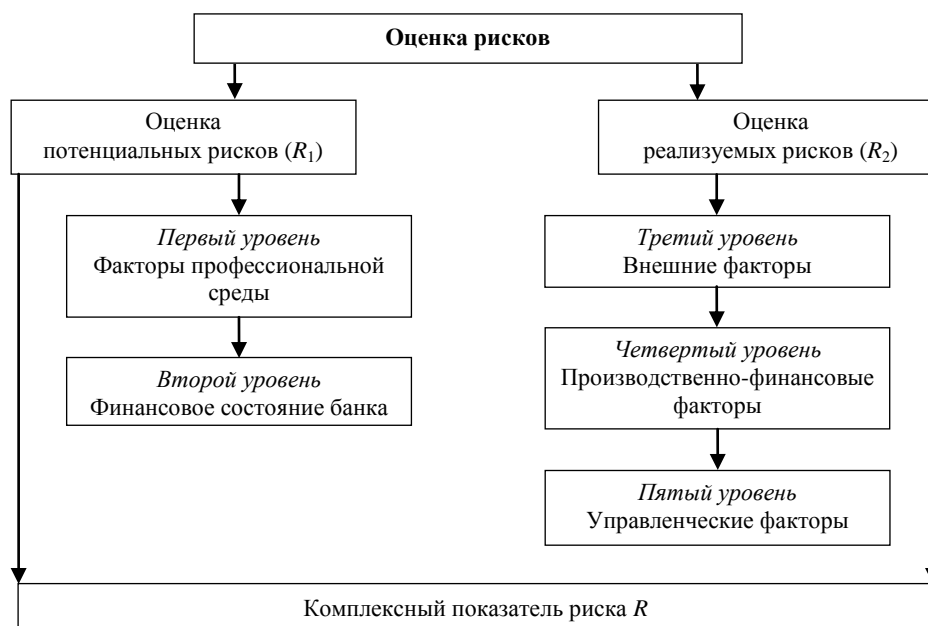 Оценка рисков
Оценка
потенциальных рисков (R₁)
Оценка
реализуемых рисков (R₂)
Первый уровень
Факторы профессиональной
среды
Второй уровень
Финансовое состояние банка
Третий уровень
Внешние факторы
Четвертый уровень
Производственно-финансовые
факторы
Пятый уровень
Управленческие факторы
Комплексный показатель риска R